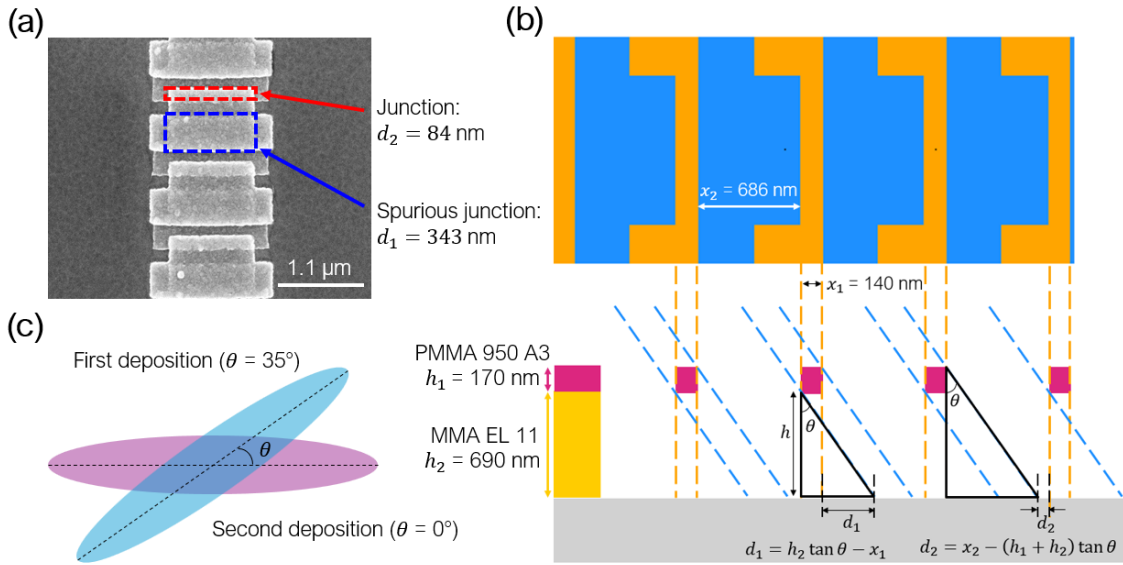 (a)
Junction:
𝑑₂ = 84 nm
Spurious junction:
𝑑₁ = 343 nm
1.1 μm
(b)
𝑥₂ = 686 nm
𝑥₁ = 140 nm
PMMA 950 A3
ℎ₁ = 170 nm
MMA EL 11
ℎ₂ = 690 nm
ℎ
𝜃
𝜃
𝑑₁
𝑑₂
𝑑₁ = ℎ₂ tan 𝜃 − 𝑥₁
𝑑₂ = 𝑥₂ − (ℎ₁ + ℎ₂) tan 𝜃
(c)
First deposition (𝜃 = 35°)
𝜃
Second deposition (𝜃 = 0°)